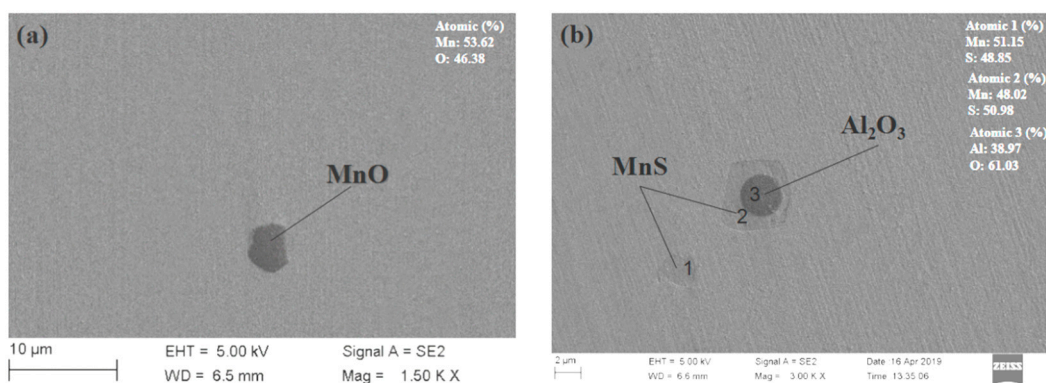 (a)
Atomic (%)
Mn: 53.62
O: 46.38
MnO
10 µm
EHT = 5.00 kV
Signal A = SE2
WD = 6.5 mm
Mag = 1.50 K X
(b)
Atomic 1 (%)
Mn: 51.15
S: 48.85
Atomic 2 (%)
Mn: 48.02
S: 50.98
Atomic 3 (%)
Al: 38.97
O: 61.03
Al₂O₃
MnS
3
2
1
2 µm
EHT = 5.00 kV
Signal A = SE2
Date :16 Apr 2019
WD = 6.6 mm
Mag = 3.00 K X
Time :13:35:06
ZEISS